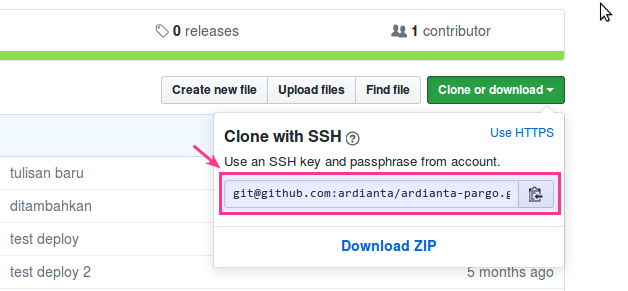 0 releases
1 contributor
Create new file
Upload files
Find file
Clone or download
Clone with SSH ?
Use HTTPS
Use an SSH key and passphrase from account.
git@github.com:ardianta/ardianta-pargo.g
Download ZIP
tulisan baru
ditambahkan
test deploy
test deploy 2
5 months ago